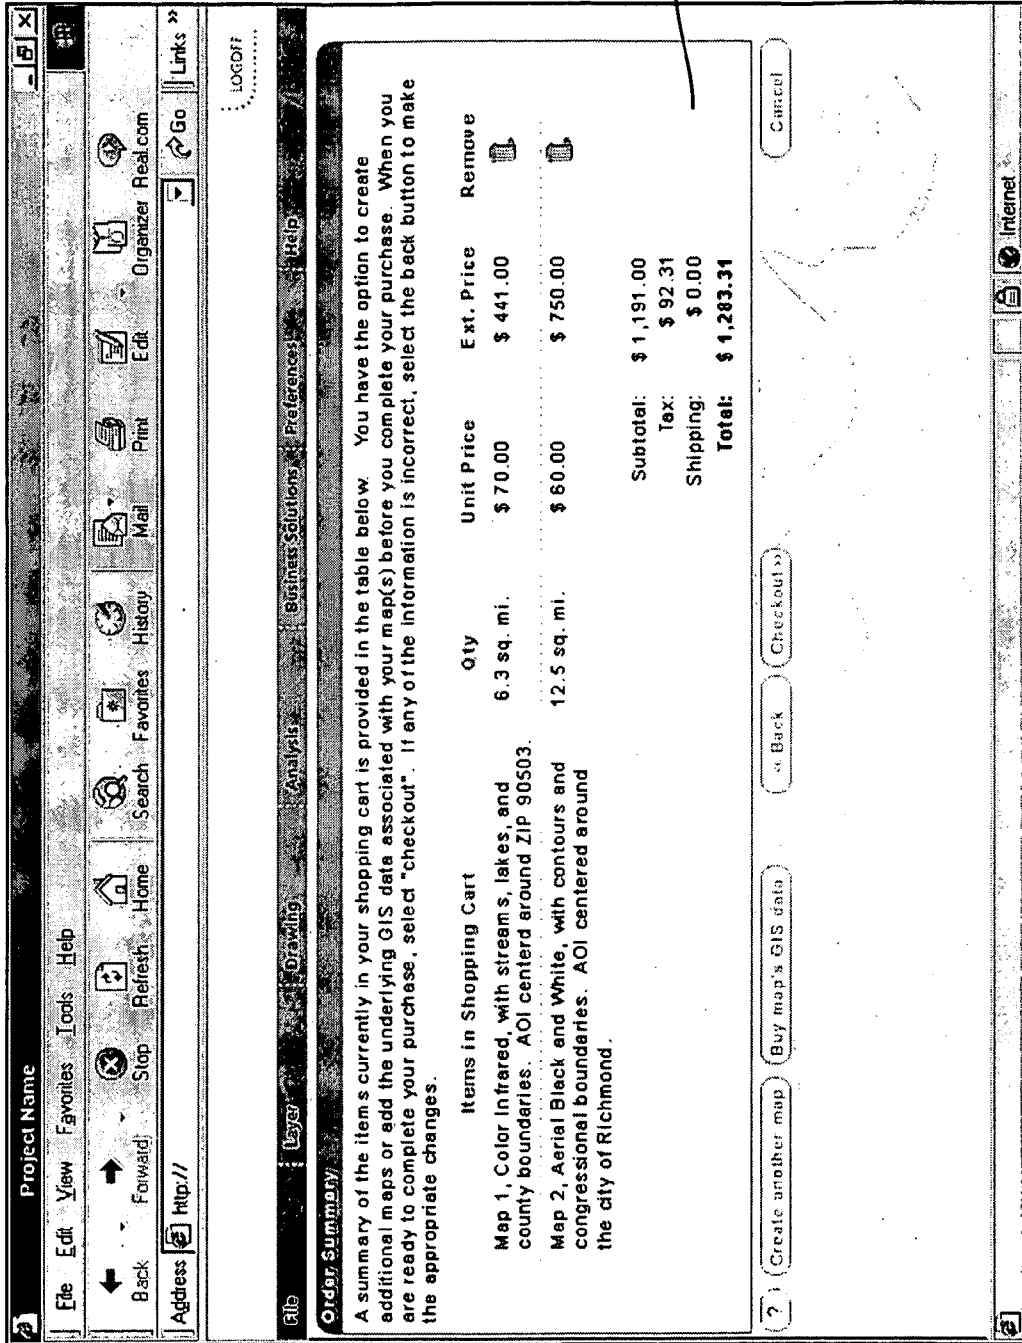 Project Name
File Edit View Favorites Tools Help
Back Forward Stop Refresh Home Search Favorites History Mail Print Edit Organizer Real.com
Address http:// Go Links »
LOGOFF
File Layer Drawing Analysis Business Solutions Preferences Help
Order Summary
A summary of the items currently in your shopping cart is provided in the table below. You have the option to create
additional maps or add the underlying GIS data associated with your map(s) before you complete your purchase. When you
are ready to complete your purchase, select "checkout". If any of the information is incorrect, select the back button to make
the appropriate changes.
Items in Shopping Cart Qty Unit Price Ext. Price Remove
Map 1, Color Infrared, with streams, lakes, and 6.3 sq. mi. $ 70.00 $ 441.00
county boundaries. AOI centerd around ZIP 90503.
Map 2, Aerial Black and White, with contours and 12.5 sq. mi. $ 60.00 $ 750.00
congressional boundaries. AOI centered around
the city of Richmond.
Subtotal: $ 1,191.00
Tax: $ 92.31
Shipping: $ 0.00
Total: $ 1,283.31
? Create another map Buy map's GIS data « Back Checkout » Cancel
Internet